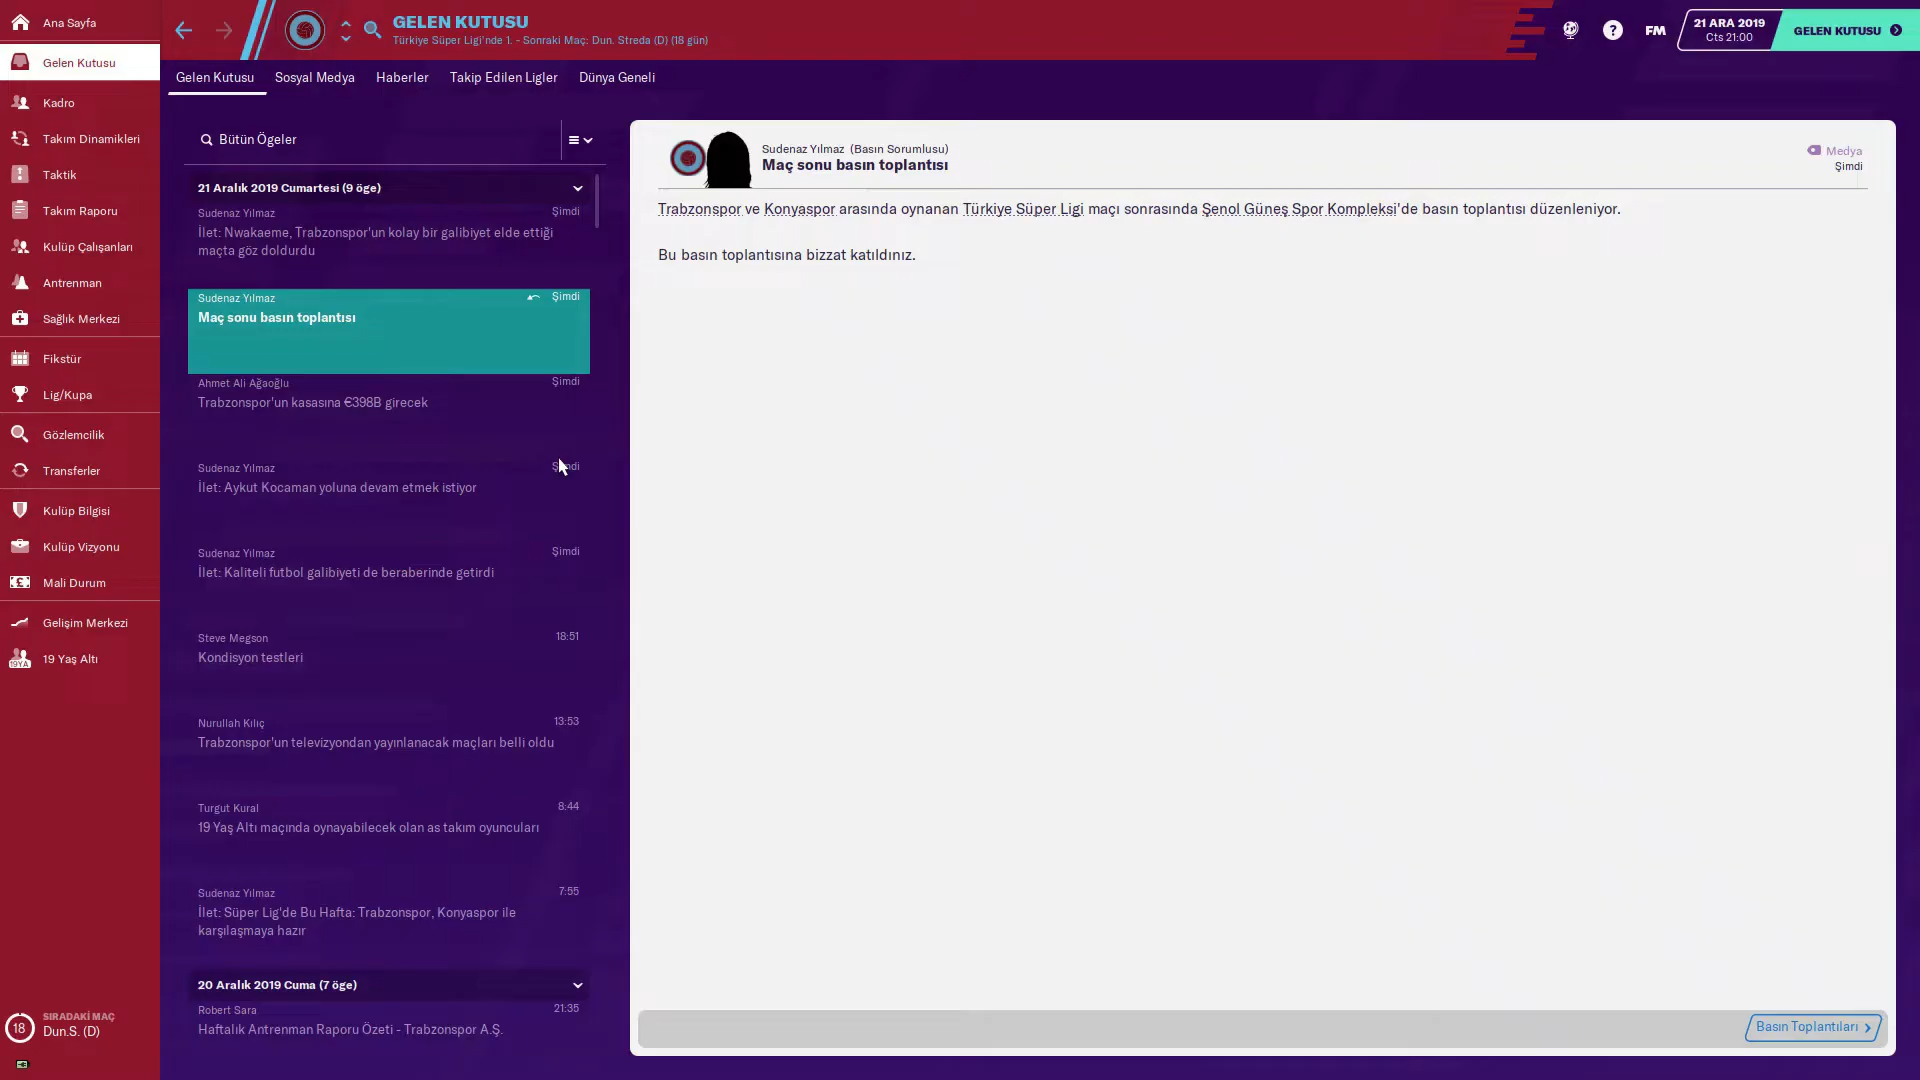 Ana Sayfa
Gelen Kutusu
Kadro
Takım Dinamikleri
Taktik
Takım Raporu
Kulüp Çalışanları
Antrenman
Sağlık Merkezi
Fikstür
Lig/Kupa
Gözlemcilik
Transferler
Kulüp Bilgisi
Kulüp Vizyonu
Mali Durum
Gelişim Merkezi
19YA
19 Yaş Altı
18
SIRADAKİ MAÇ
Dun.S. (D)
GELEN KUTUSU
Türkiye Süper Ligi'nde 1. - Sonraki Maç: Dun. Streda (D) (18 gün)
?
FM
21 ARA 2019
Cts 21:00
GELEN KUTUSU
Gelen Kutusu
Sosyal Medya
Haberler
Takip Edilen Ligler
Dünya Geneli
Bütün Ögeler
21 Aralık 2019 Cumartesi (9 öge)
Sudenaz Yılmaz
Şimdi
İlet: Nwakaeme, Trabzonspor'un kolay bir galibiyet elde ettiği
maçta göz doldurdu
Sudenaz Yılmaz
Şimdi
Maç sonu basın toplantısı
Ahmet Ali Ağaoğlu
Şimdi
Trabzonspor'un kasasına €398B girecek
Sudenaz Yılmaz
Şimdi
İlet: Aykut Kocaman yoluna devam etmek istiyor
Sudenaz Yılmaz
Şimdi
İlet: Kaliteli futbol galibiyeti de beraberinde getirdi
Steve Megson
18:51
Kondisyon testleri
Nurullah Kılıç
13:53
Trabzonspor'un televizyondan yayınlanacak maçları belli oldu
Turgut Kural
8:44
19 Yaş Altı maçında oynayabilecek olan as takım oyuncuları
Sudenaz Yılmaz
7:55
İlet: Süper Lig'de Bu Hafta: Trabzonspor, Konyaspor ile
karşılaşmaya hazır
20 Aralık 2019 Cuma (7 öge)
Robert Sara
21:35
Haftalık Antrenman Raporu Özeti - Trabzonspor A.Ş.
Sudenaz Yılmaz (Basın Sorumlusu)
Maç sonu basın toplantısı
Medya
Şimdi
Trabzonspor ve Konyaspor arasında oynanan Türkiye Süper Ligi maçı sonrasında Şenol Güneş Spor Kompleksi'de basın toplantısı düzenleniyor.
Bu basın toplantısına bizzat katıldınız.
Basın Toplantıları